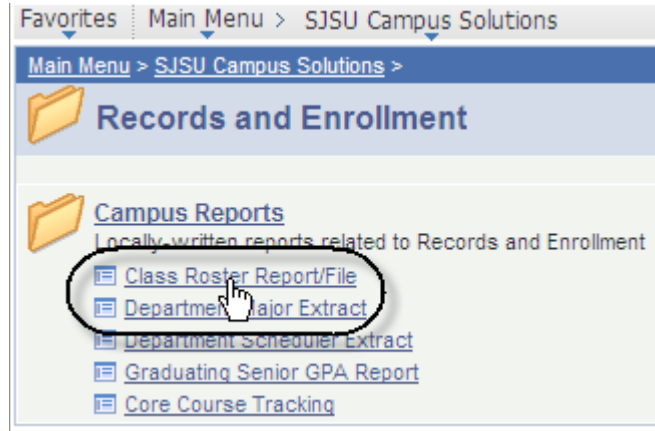 Favorites Main Menu > SJSU Campus Solutions
Main Menu > SJSU Campus Solutions >
Records and Enrollment
Campus Reports
Locally-written reports related to Records and Enrollment
Class Roster Report/File
Department Major Extract
Department Scheduler Extract
Graduating Senior GPA Report
Core Course Tracking